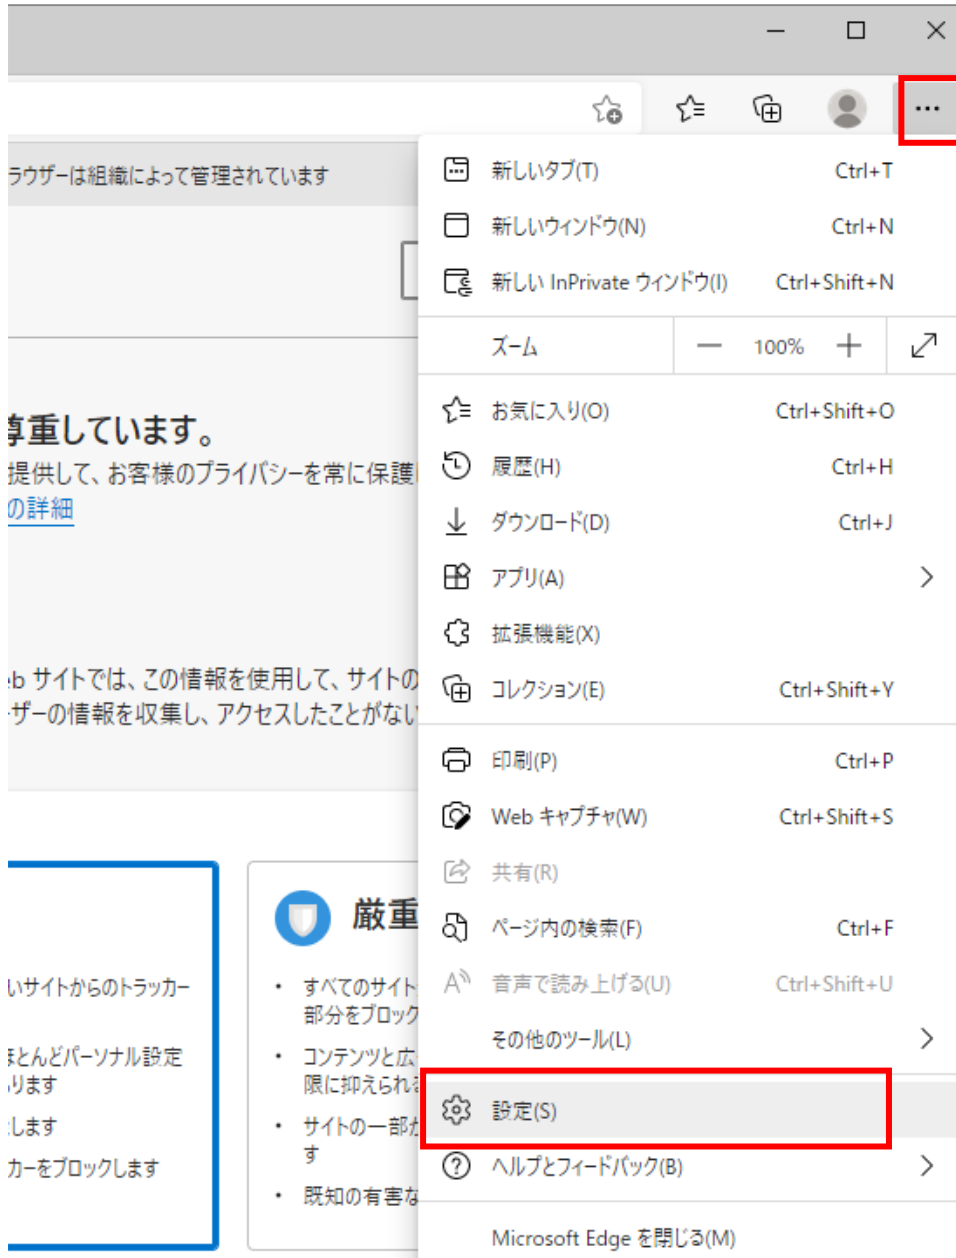 ラウザーは組織によって管理されています
尊重しています。
提供して、お客様のプライバシーを常に保護
の詳細
eb サイトでは、この情報を使用して、サイトの
ーザーの情報を収集し、アクセスしたことがない
いサイトからのトラッカー
ほとんどパーソナル設定
ります
します
カーをブロックします
厳重
• すべてのサイト
部分をブロック
• コンテンツと広
限に抑えられ
• サイトの一部が
す
• 既知の有害な
新しいタブ(T) Ctrl+T
新しいウィンドウ(N) Ctrl+N
新しい InPrivate ウィンドウ(I) Ctrl+Shift+N
ズーム — 100% +
お気に入り(O) Ctrl+Shift+O
履歴(H) Ctrl+H
ダウンロード(D) Ctrl+J
アプリ(A)
拡張機能(X)
コレクション(E) Ctrl+Shift+Y
印刷(P) Ctrl+P
Web キャプチャ(W) Ctrl+Shift+S
共有(R)
ページ内の検索(F) Ctrl+F
音声で読み上げる(U) Ctrl+Shift+U
その他のツール(L)
設定(S)
ヘルプとフィードバック(B)
Microsoft Edge を閉じる(M)